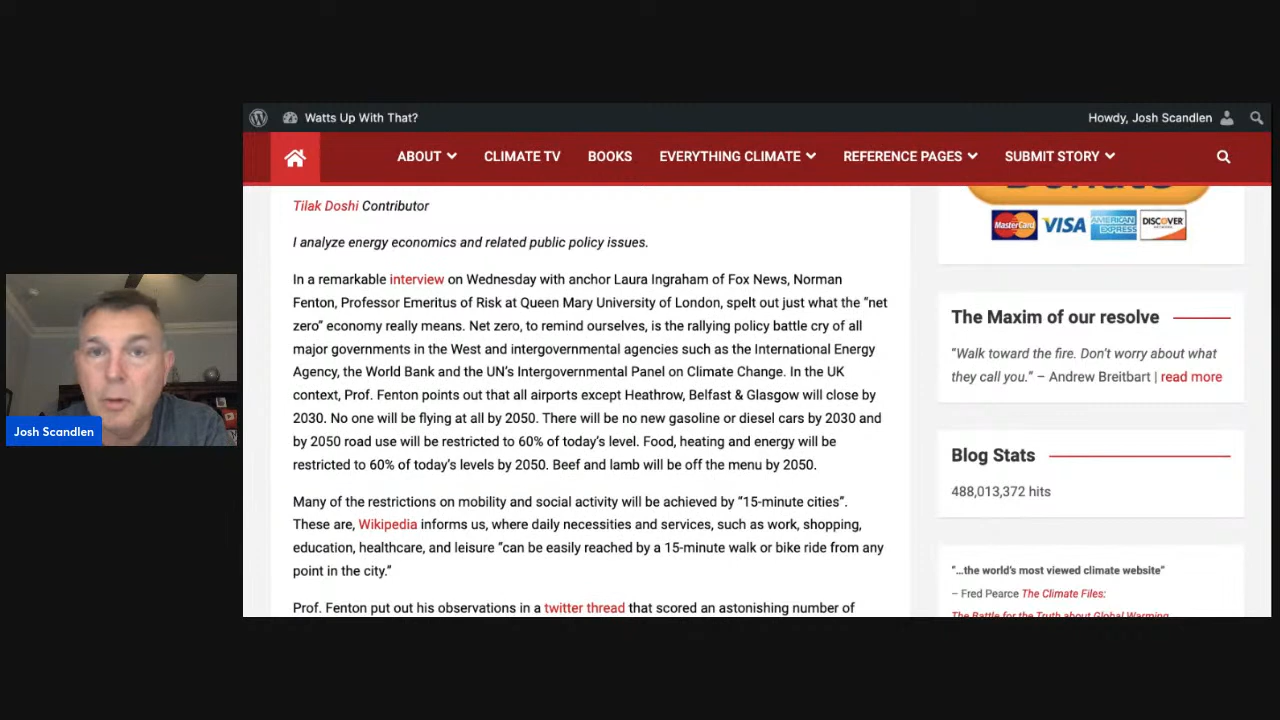 Watts Up With That?
Howdy, Josh Scandlen
ABOUT
CLIMATE TV
BOOKS
EVERYTHING CLIMATE
REFERENCE PAGES
SUBMIT STORY
Tilak Doshi Contributor
I analyze energy economics and related public policy issues.
In a remarkable interview on Wednesday with anchor Laura Ingraham of Fox News, Norman
Fenton, Professor Emeritus of Risk at Queen Mary University of London, spelt out just what the "net
zero" economy really means. Net zero, to remind ourselves, is the rallying policy battle cry of all
major governments in the West and intergovernmental agencies such as the International Energy
Agency, the World Bank and the UN's Intergovernmental Panel on Climate Change. In the UK
context, Prof. Fenton points out that all airports except Heathrow, Belfast & Glasgow will close by
2030. No one will be flying at all by 2050. There will be no new gasoline or diesel cars by 2030 and
by 2050 road use will be restricted to 60% of today's level. Food, heating and energy will be
restricted to 60% of today's levels by 2050. Beef and lamb will be off the menu by 2050.
Many of the restrictions on mobility and social activity will be achieved by "15-minute cities".
These are, Wikipedia informs us, where daily necessities and services, such as work, shopping,
education, healthcare, and leisure "can be easily reached by a 15-minute walk or bike ride from any
point in the city."
Prof. Fenton put out his observations in a twitter thread that scored an astonishing number of
Donate
MasterCard
VISA
AMERICAN
EXPRESS
DISCOVER
The Maxim of our resolve
"Walk toward the fire. Don't worry about what
they call you." – Andrew Breitbart | read more
Blog Stats
488,013,372 hits
"…the world's most viewed climate website"
– Fred Pearce The Climate Files:
The Battle for the Truth about Global Warming
Josh Scandlen